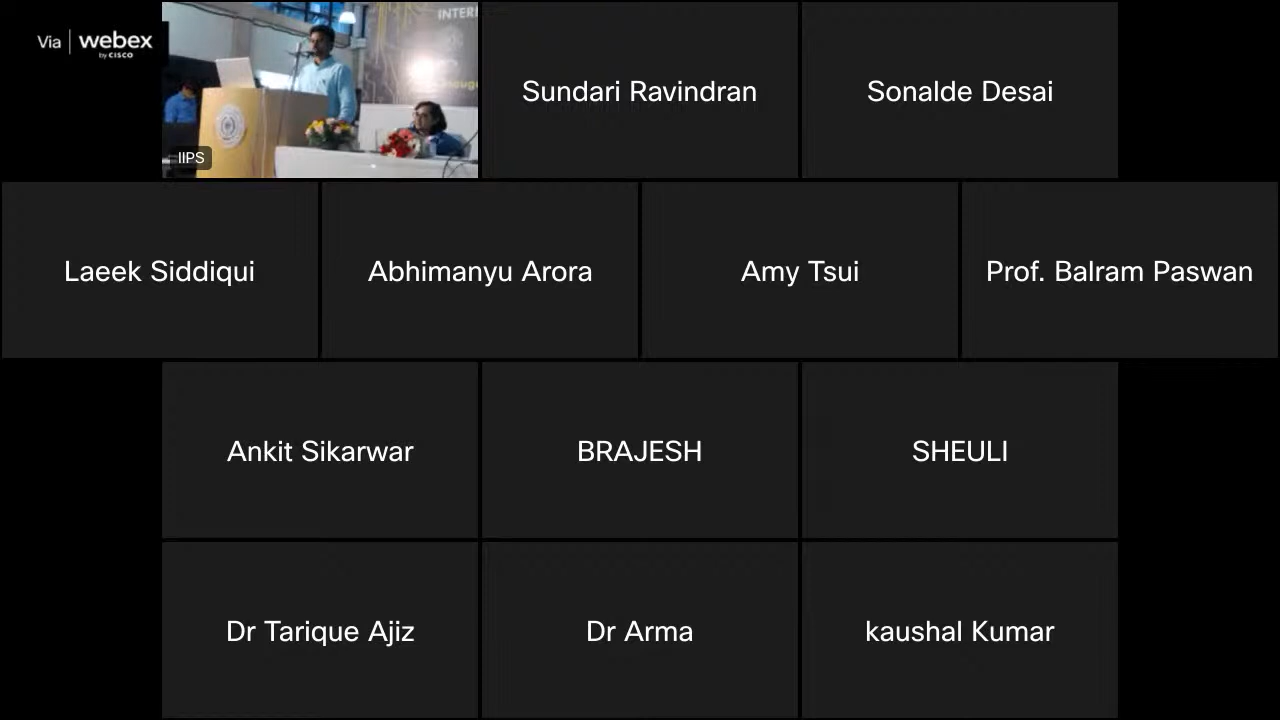 Via | webex
by CISCO
INTER
IIPS
Sundari Ravindran
Sonalde Desai
Laeek Siddiqui
Abhimanyu Arora
Amy Tsui
Prof. Balram Paswan
Ankit Sikarwar
BRAJESH
SHEULI
Dr Tarique Ajiz
Dr Arma
kaushal Kumar